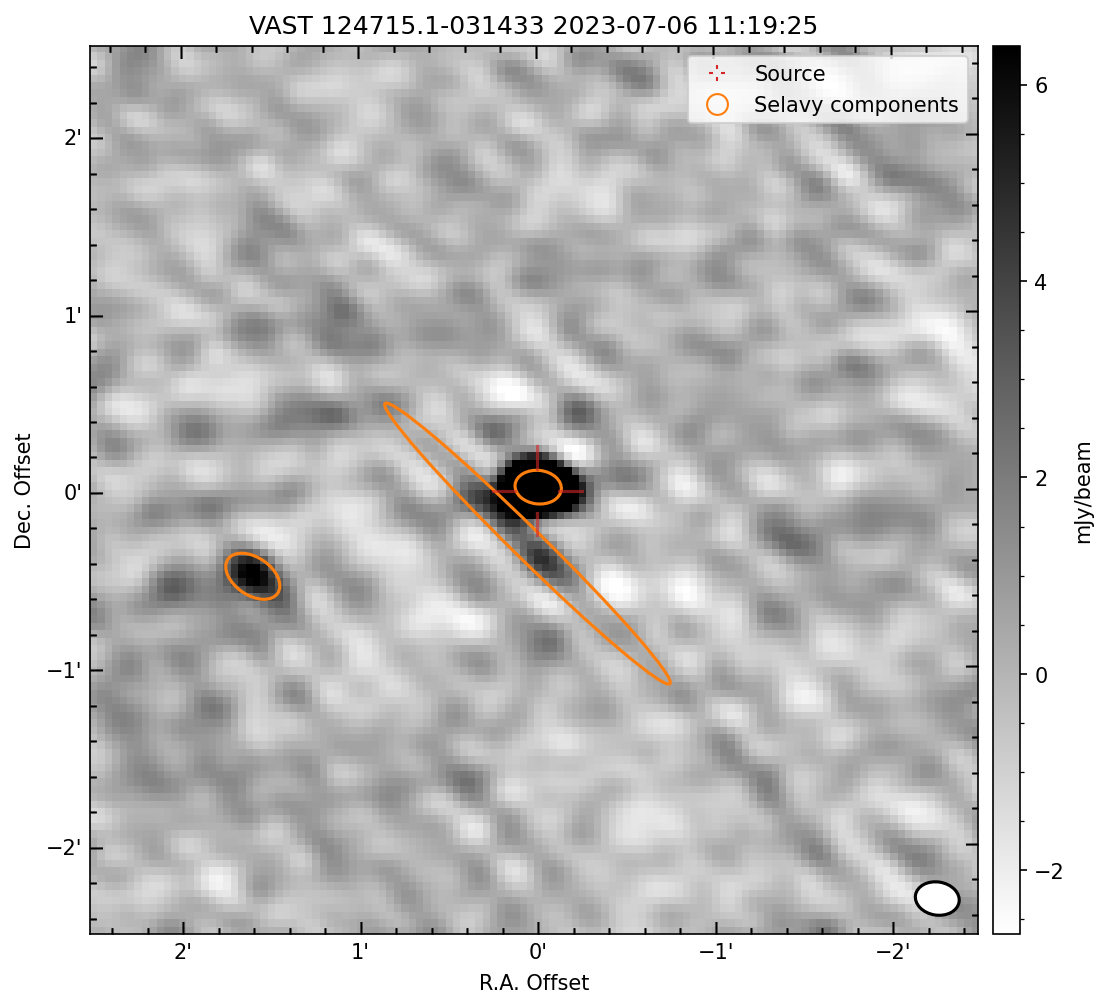 VAST 124715.1-031433 2023-07-06 11:19:25
Source
Selavy components
2'
1'
0'
−1'
−2'
Dec. Offset
2'
1'
0'
−1'
−2'
R.A. Offset
6
4
2
0
−2
mJy/beam